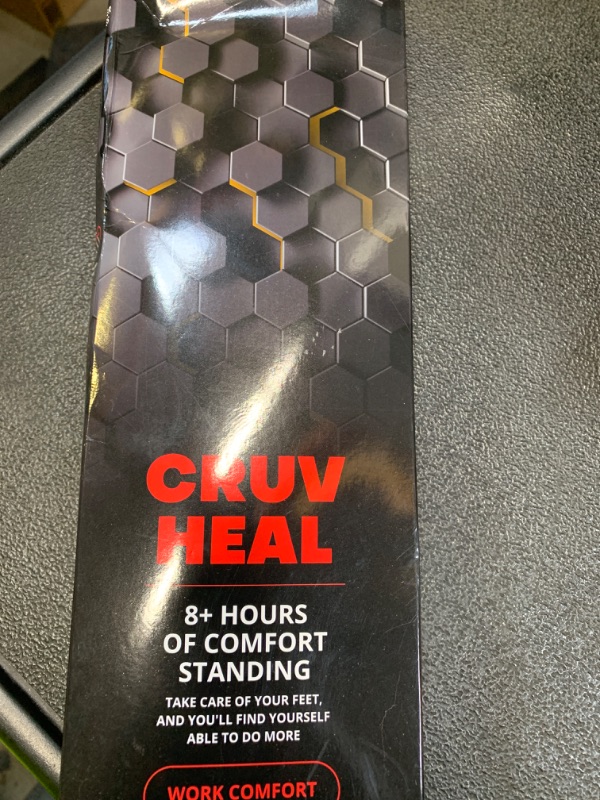 CRUV
HEAL
8+ HOURS
OF COMFORT
STANDING
TAKE CARE OF YOUR FEET,
AND YOU'LL FIND YOURSELF
ABLE TO DO MORE
WORK COMFORT